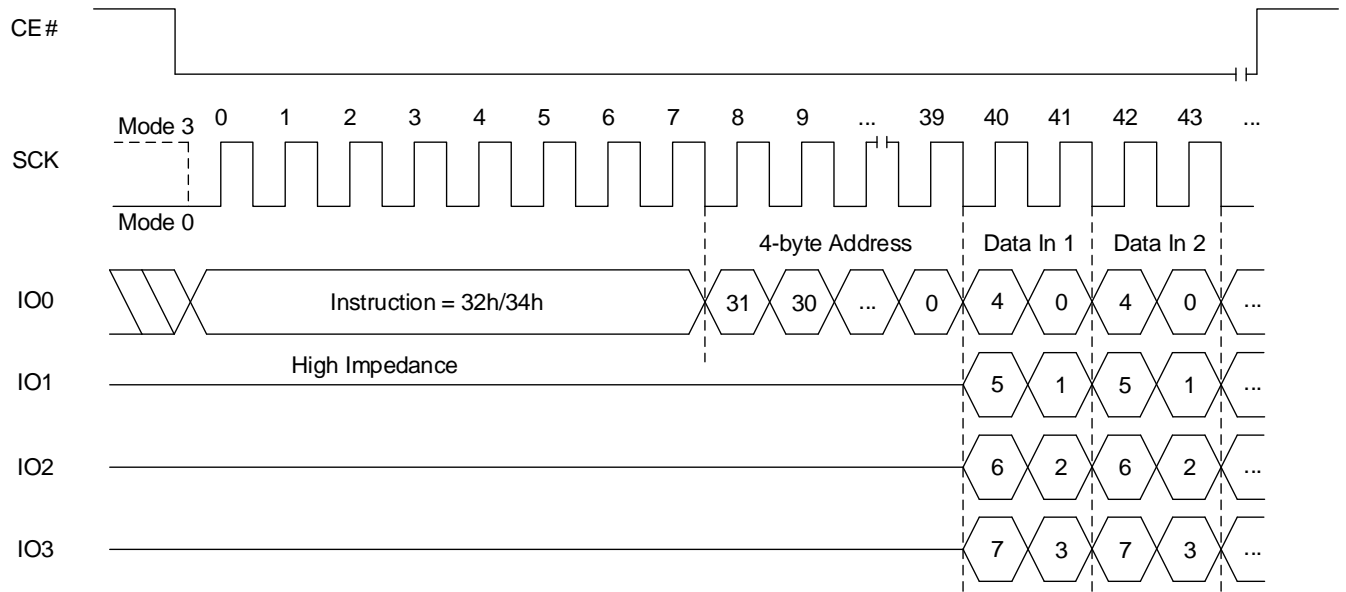 CE#
Mode 3 0 1 2 3 4 5 6 7 8 9 ... 39 40 41 42 43 ...
SCK
Mode 0
4-byte Address Data In 1 Data In 2
IO0 Instruction = 32h/34h 31 30 ... 0 4 0 4 0 ...
High Impedance
IO1 5 1 5 1 ...
IO2 6 2 6 2 ...
IO3 7 3 7 3 ...